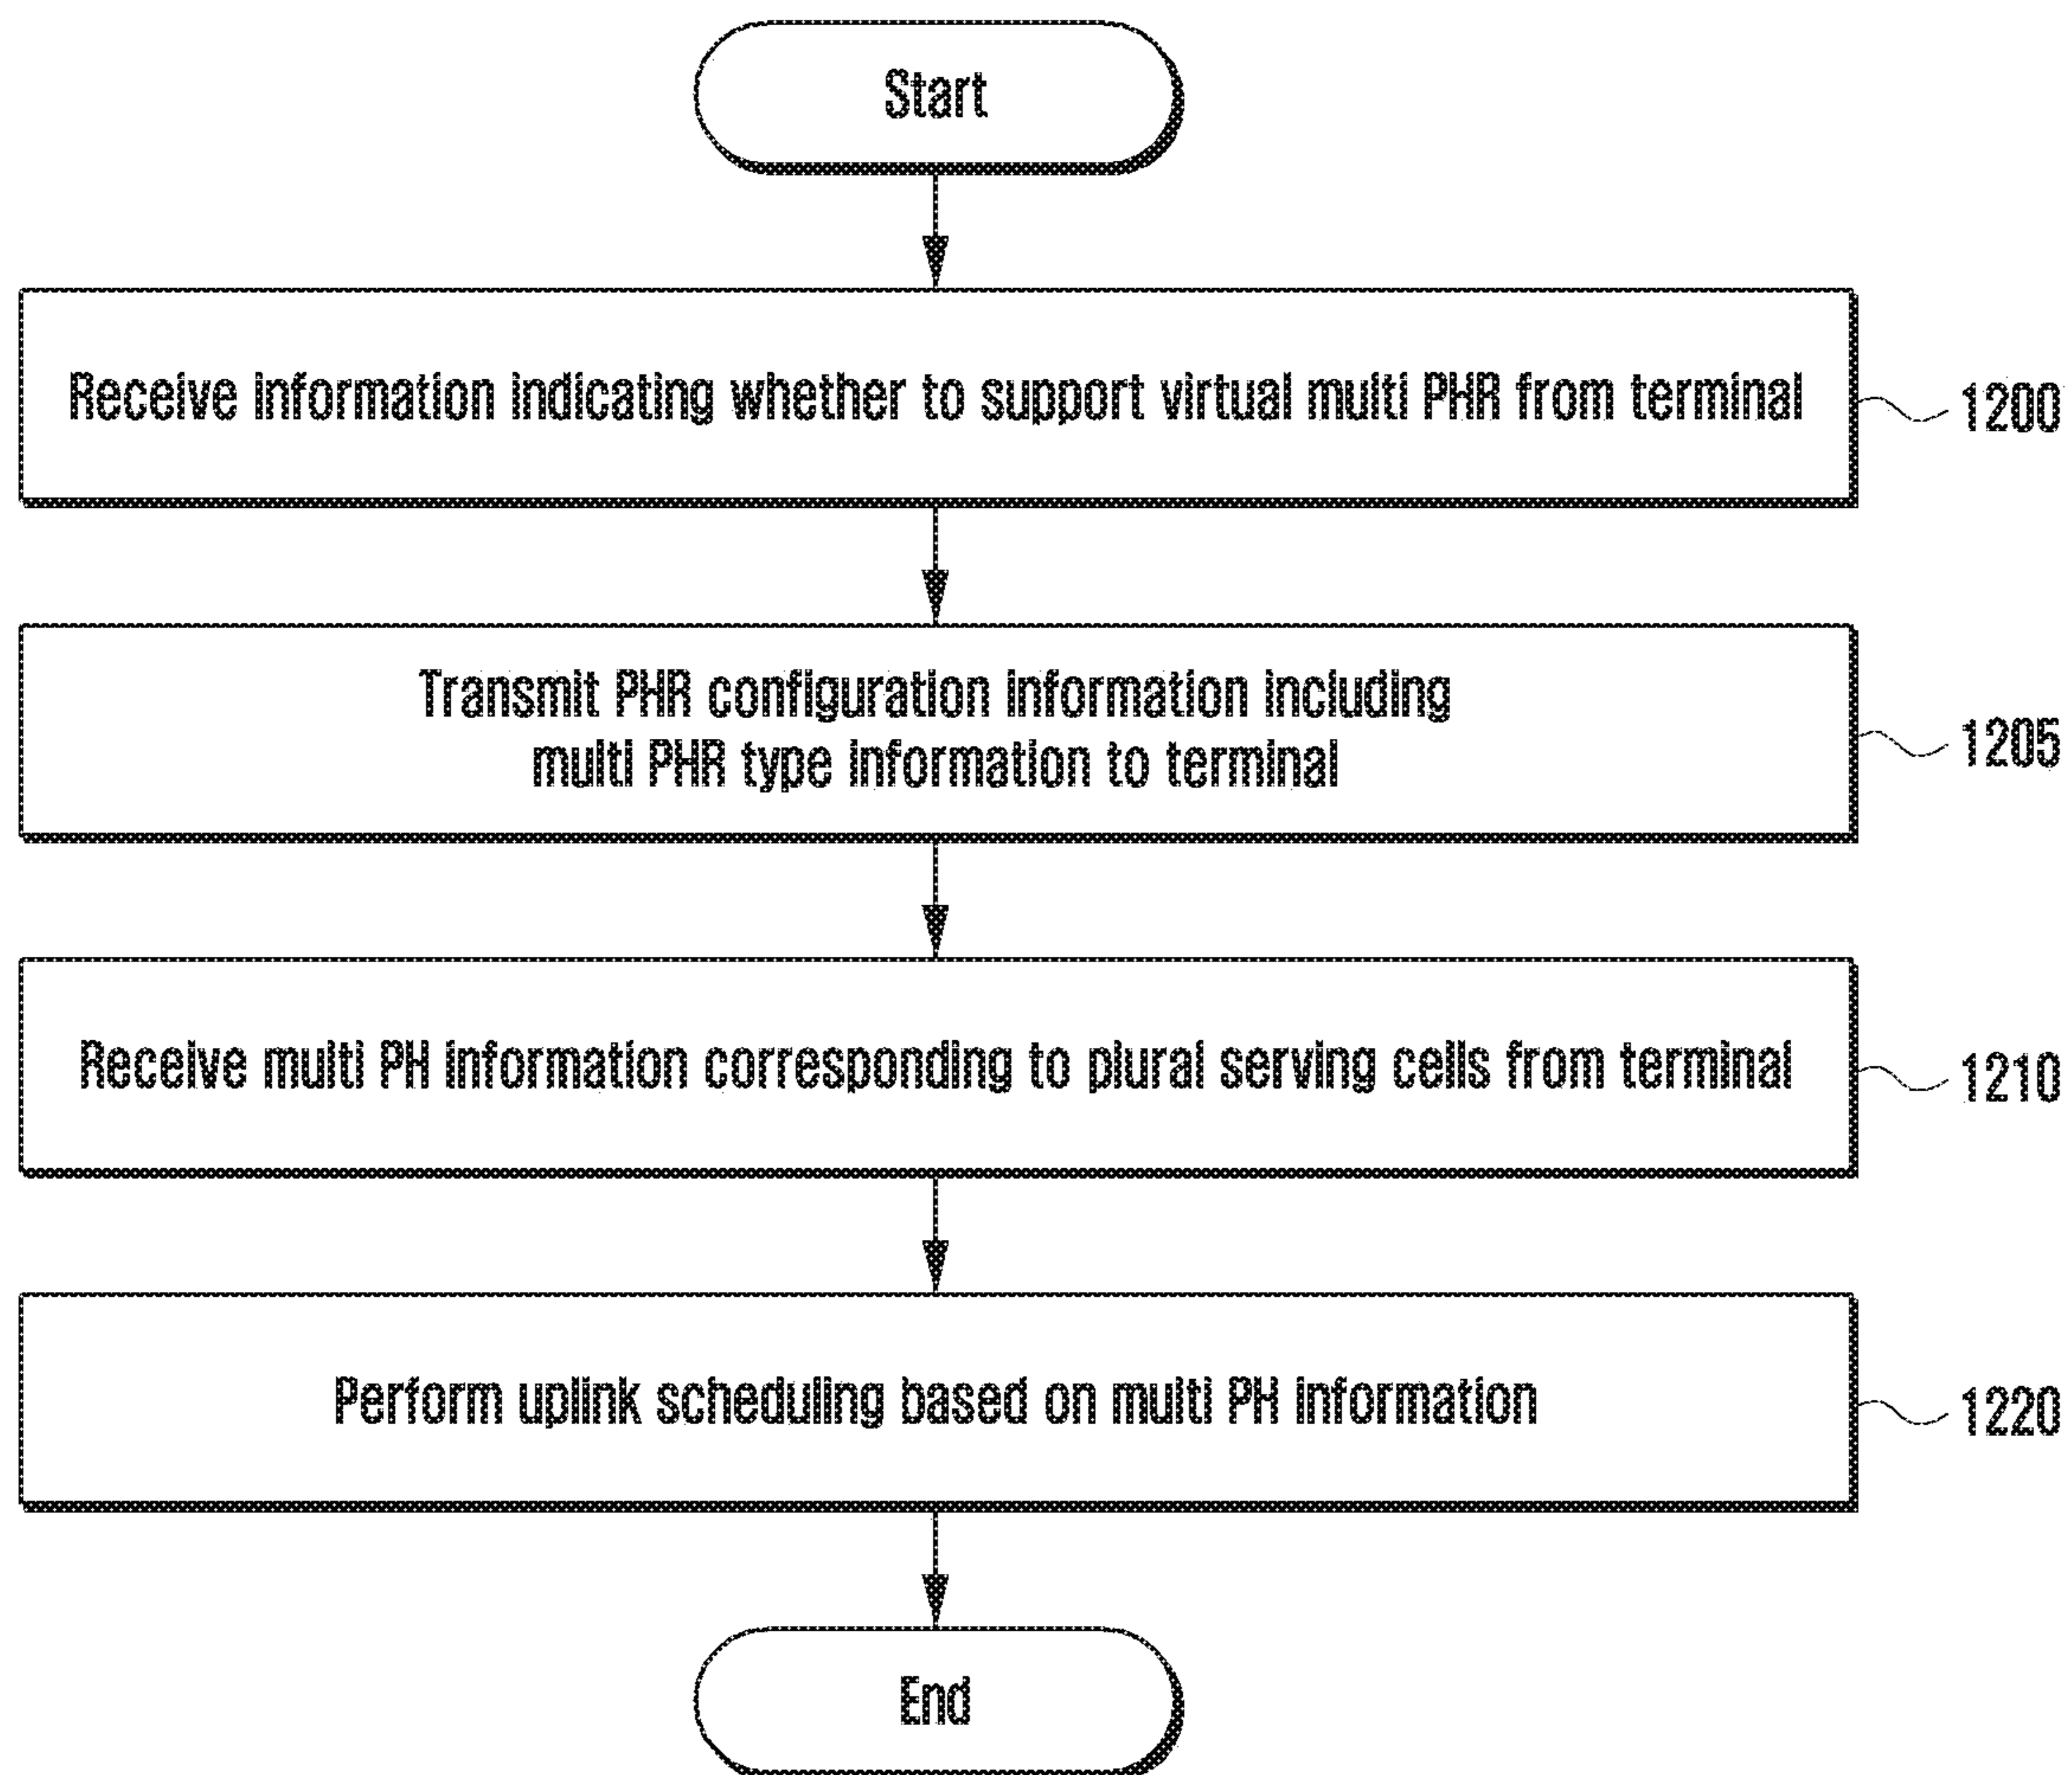 Start
Receive information indicating whether to support virtual multi PHR from terminal
1200
Transmit PHR configuration information including
multi PHR type information to terminal
1205
Receive multi PH information corresponding to plural serving cells from terminal
1210
Perform uplink scheduling based on multi PH information
1220
End